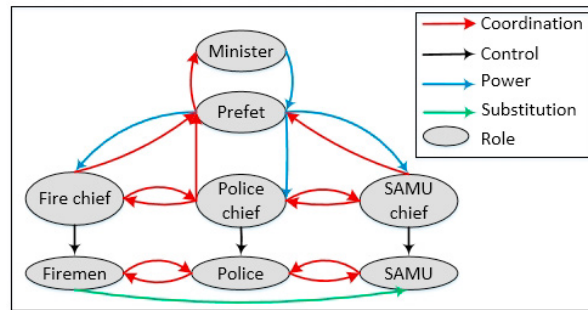 Minister
Prefet
Fire chief
Police
chief
SAMU
chief
Firemen
Police
SAMU
Coordination
Control
Power
Substitution
Role